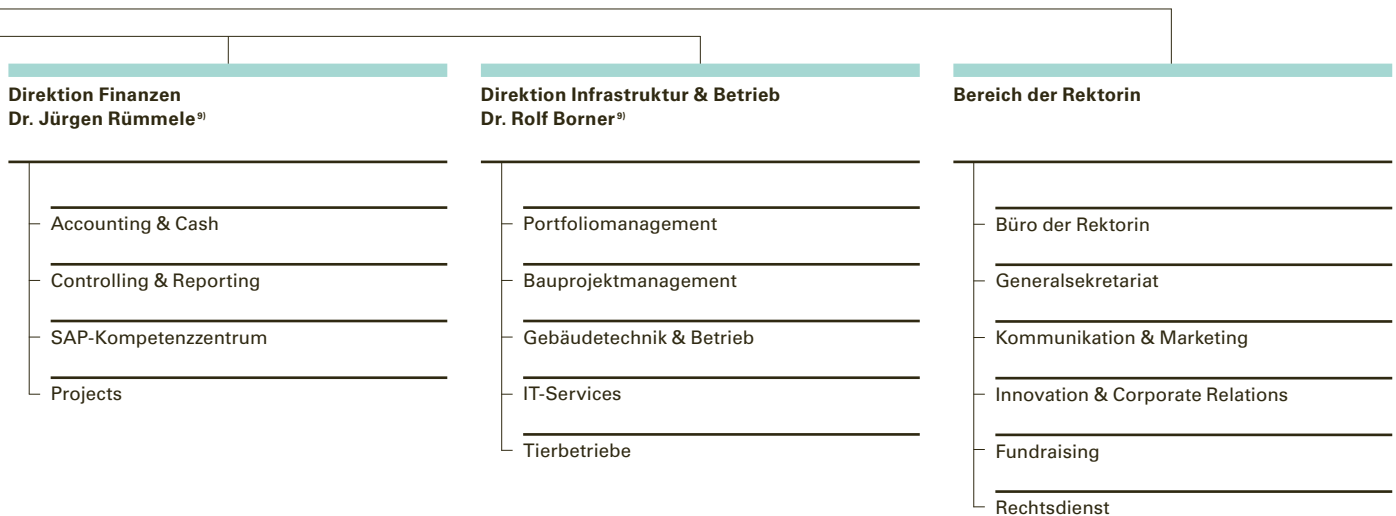 Direktion Finanzen
Dr. Jürgen Rümmele⁹⁾
Accounting & Cash
Controlling & Reporting
SAP-Kompetenzzentrum
Projects
Direktion Infrastruktur & Betrieb
Dr. Rolf Borner⁹⁾
Portfoliomanagement
Bauprojektmanagement
Gebäudetechnik & Betrieb
IT-Services
Tierbetriebe
Bereich der Rektorin
Büro der Rektorin
Generalsekretariat
Kommunikation & Marketing
Innovation & Corporate Relations
Fundraising
Rechtsdienst